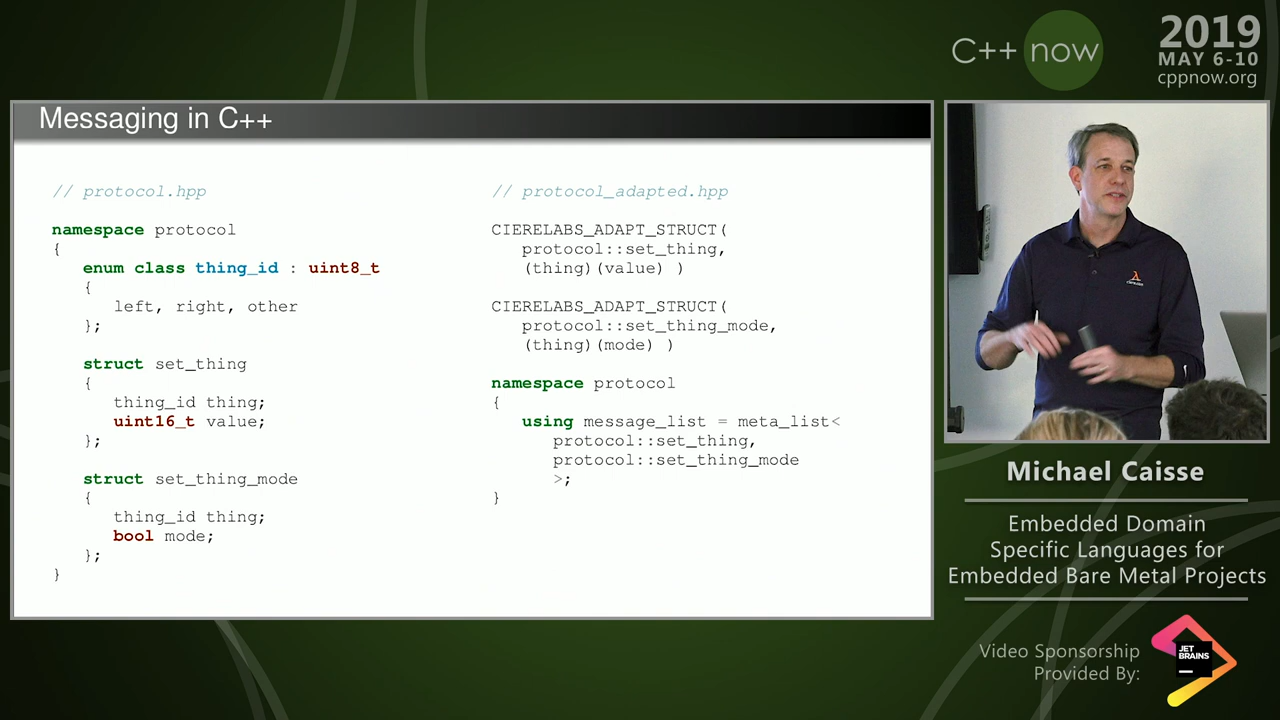 C++ now
2019
MAY 6-10
cppnow.org
Messaging in C++
// protocol.hpp
namespace protocol
{
enum class thing_id : uint8_t
{
left, right, other
};
struct set_thing
{
thing_id thing;
uint16_t value;
};
struct set_thing_mode
{
thing_id thing;
bool mode;
};
}
// protocol_adapted.hpp
CIERELABS_ADAPT_STRUCT(
protocol::set_thing,
(thing)(value) )
CIERELABS_ADAPT_STRUCT(
protocol::set_thing_mode,
(thing)(mode) )
namespace protocol
{
using message_list = meta_list<
protocol::set_thing,
protocol::set_thing_mode
>;
}
Michael Caisse
Embedded Domain
Specific Languages for
Embedded Bare Metal Projects
Video Sponsorship
Provided By:
JET
BRAINS